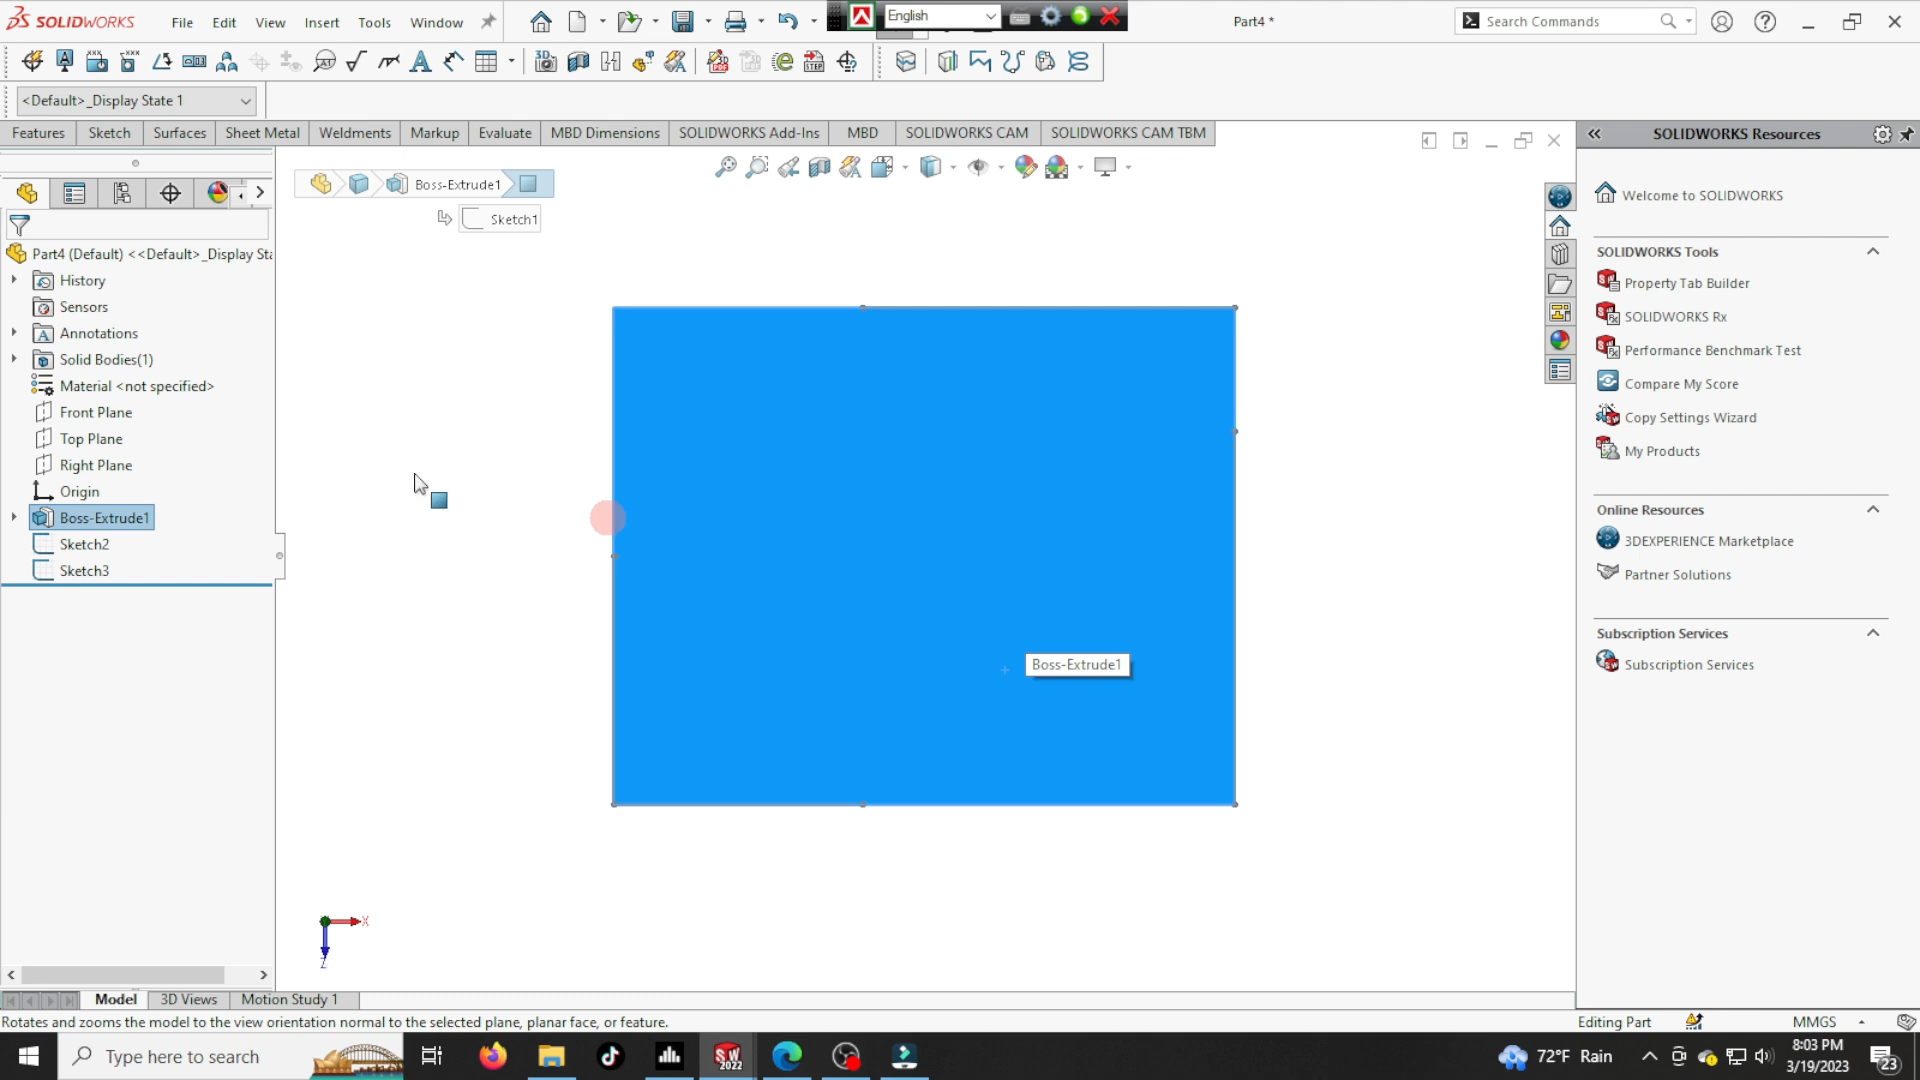 SOLIDWORKS File Edit View Insert Tools Window English Part4 * Search Commands
<Default>_Display State 1
Features Sketch Surfaces Sheet Metal Weldments Markup Evaluate MBD Dimensions SOLIDWORKS Add-Ins MBD SOLIDWORKS CAM SOLIDWORKS CAM TBM
SOLIDWORKS Resources
Boss-Extrude1
Sketch1
Part4 (Default) <<Default>_Display Sta
History
Sensors
Annotations
Solid Bodies(1)
Material <not specified>
Front Plane
Top Plane
Right Plane
Origin
Boss-Extrude1
Sketch2
Sketch3
Boss-Extrude1
X
Z
Welcome to SOLIDWORKS
SOLIDWORKS Tools
Property Tab Builder
SOLIDWORKS Rx
Performance Benchmark Test
Compare My Score
Copy Settings Wizard
My Products
Online Resources
3DEXPERIENCE Marketplace
Partner Solutions
Subscription Services
Subscription Services
Model 3D Views Motion Study 1
Rotates and zooms the model to the view orientation normal to the selected plane, planar face, or feature.
Editing Part MMGS
Type here to search
SW 2022
72°F Rain
8:03 PM
3/19/2023
23